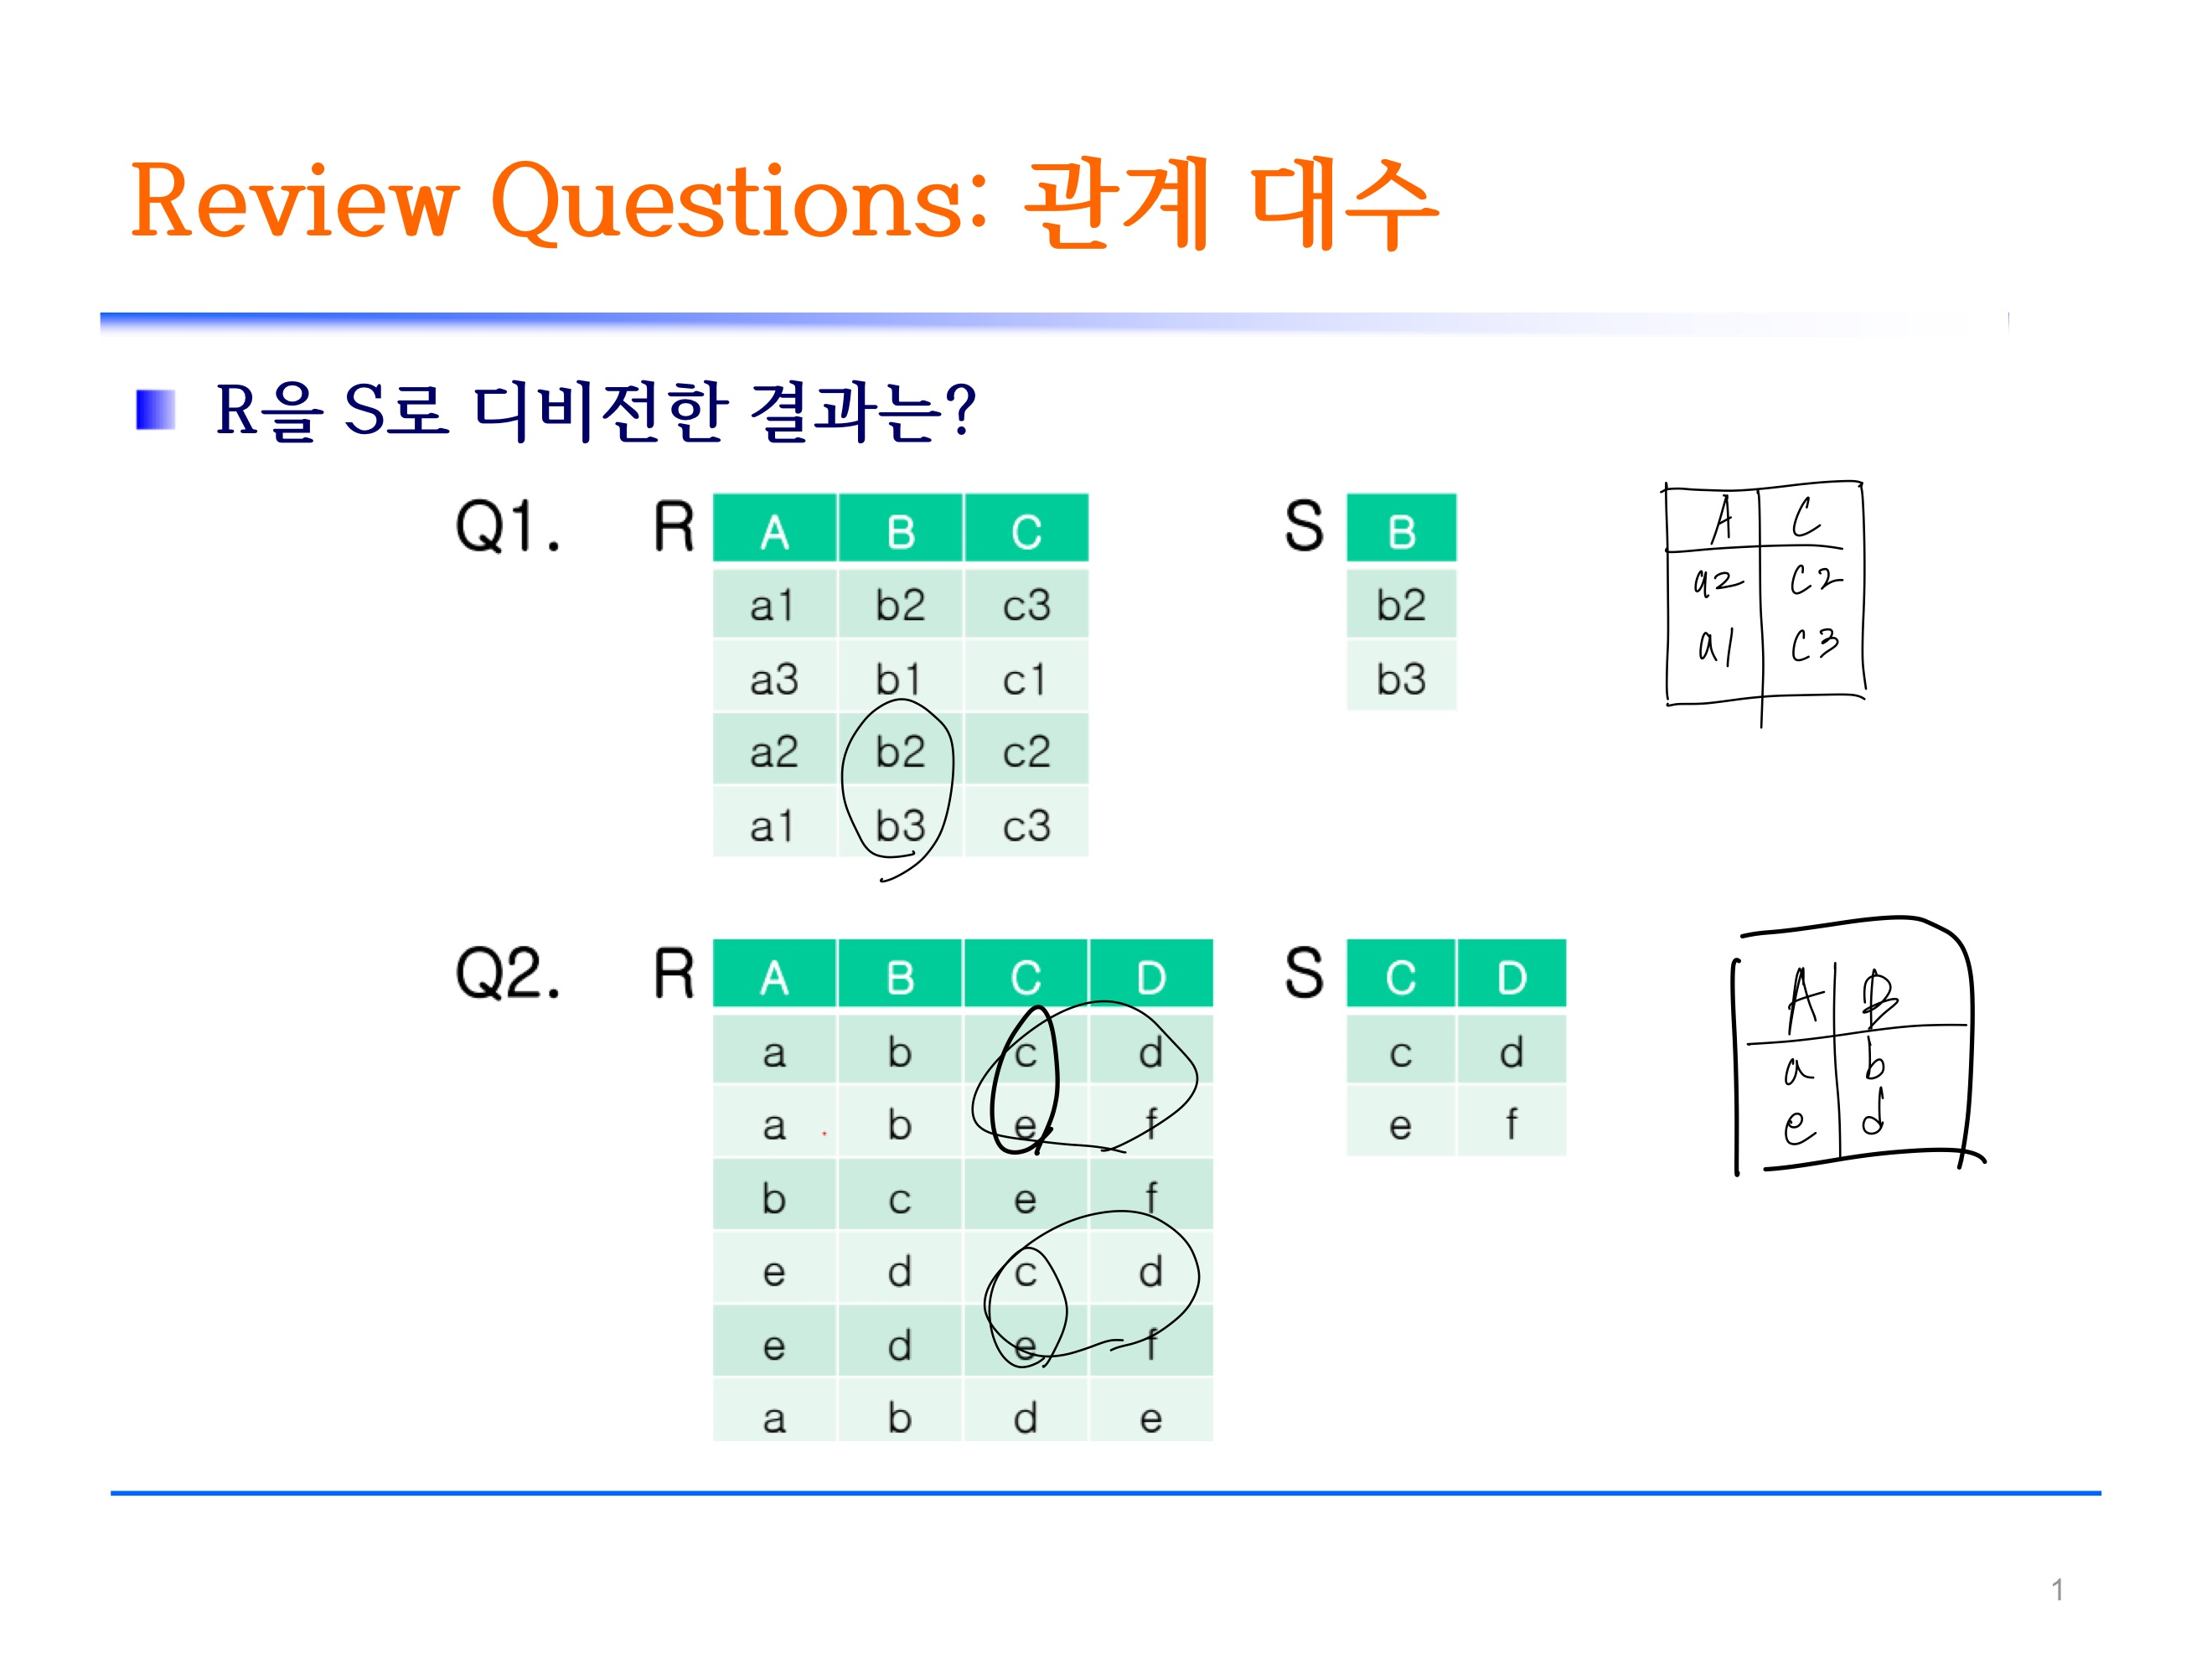 Review Questions: 관계 대수
R을 S로 디비전한 결과는?
Q1. R
A B C
a1 b2 c3
a3 b1 c1
a2 b2 c2
a1 b3 c3
S
B
b2
b3
A C
a2 c2
a1 c3
Q2. R
A B C D
a b c d
a b e f
b c e f
e d c d
e d e f
a b d e
S
C D
c d
e f
A B
a b
e d
1